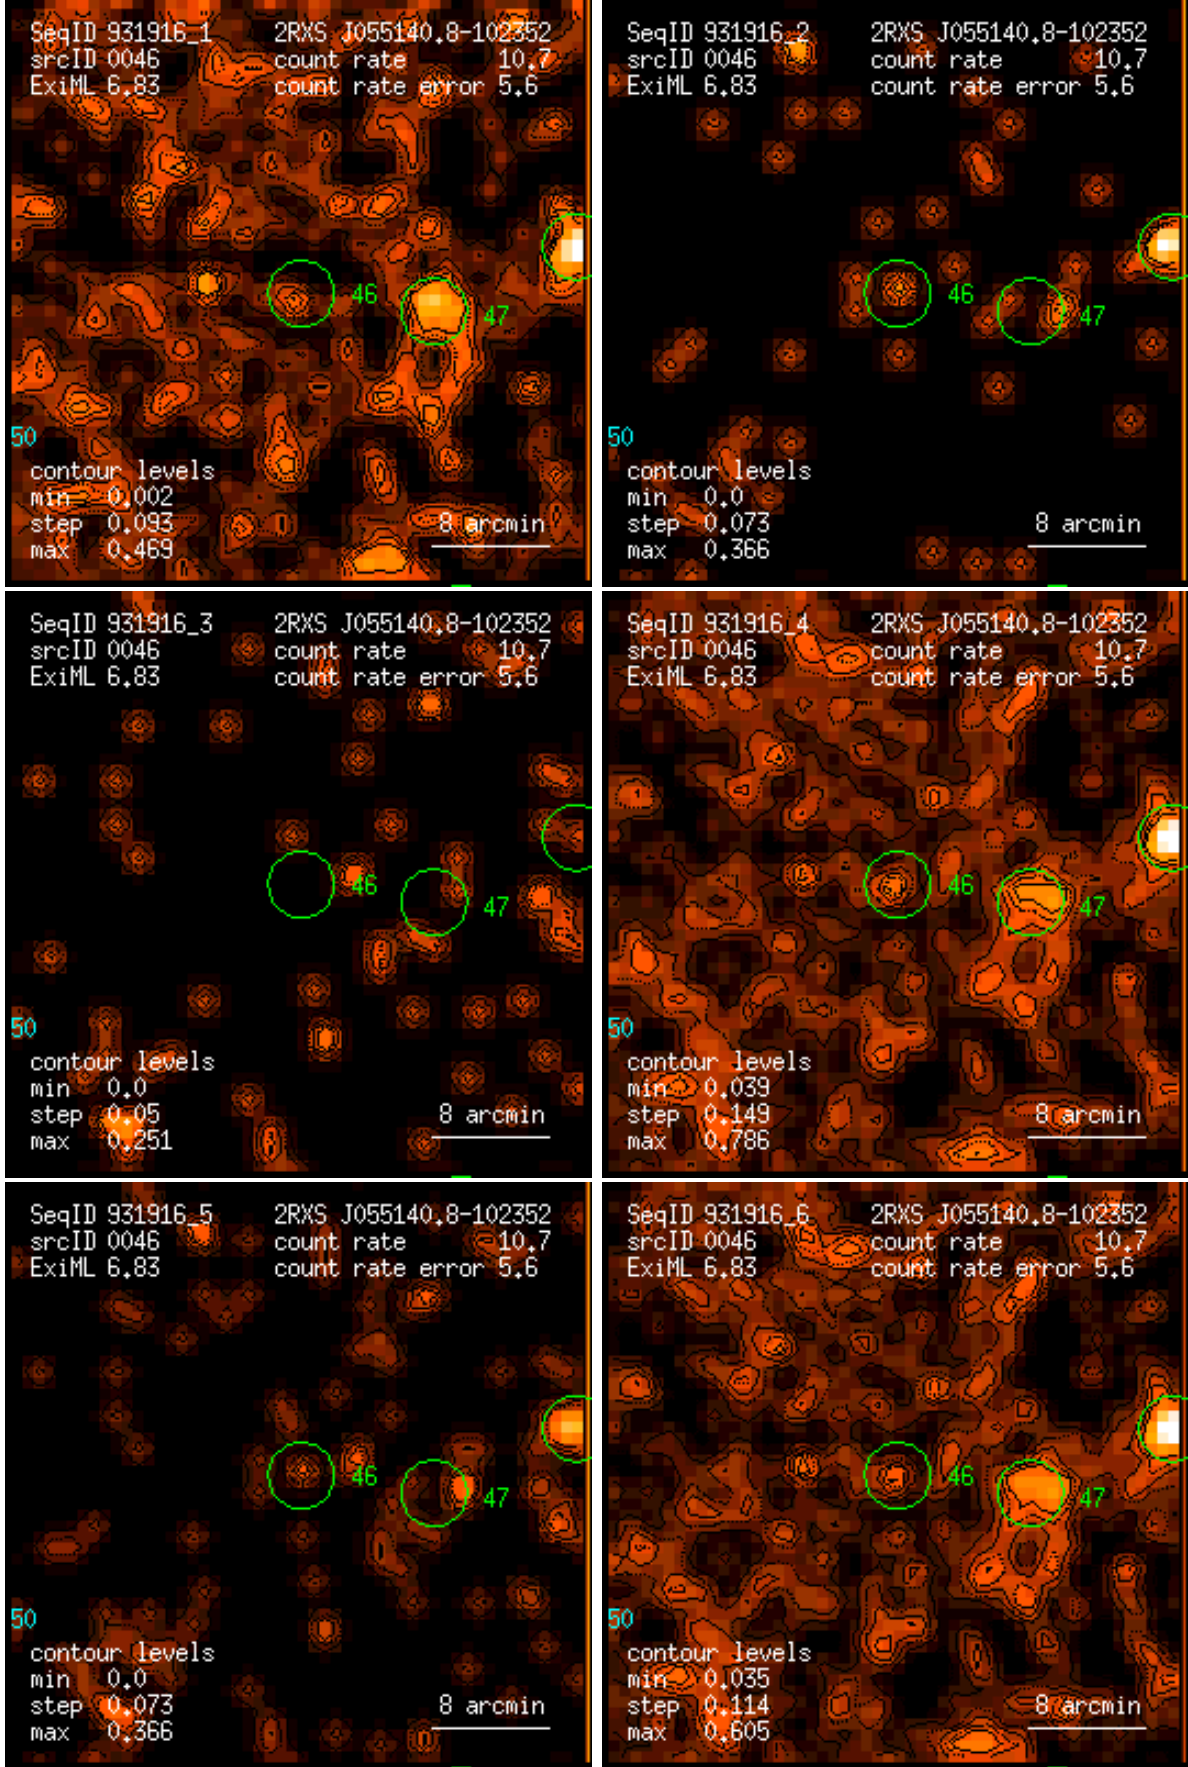 SeqID 931916_1 2RXS J055140.8-102352
srcID 0046 count rate 10.7
ExiML 6.83 count rate error 5.6
46
47
50
contour levels
min 0.002
step 0.093 8 arcmin
max 0.469
SeqID 931916_2 2RXS J055140.8-102352
srcID 0046 count rate 10.7
ExiML 6.83 count rate error 5.6
46
47
50
contour levels
min 0.0
step 0.073 8 arcmin
max 0.366
SeqID 931916_3 2RXS J055140.8-102352
srcID 0046 count rate 10.7
ExiML 6.83 count rate error 5.6
46
47
50
contour levels
min 0.0
step 0.05 8 arcmin
max 0.251
SeqID 931916_4 2RXS J055140.8-102352
srcID 0046 count rate 10.7
ExiML 6.83 count rate error 5.6
46
47
50
contour levels
min 0.039
step 0.149 8 arcmin
max 0.786
SeqID 931916_5 2RXS J055140.8-102352
srcID 0046 count rate 10.7
ExiML 6.83 count rate error 5.6
46
47
50
contour levels
min 0.0
step 0.073 8 arcmin
max 0.366
SeqID 931916_6 2RXS J055140.8-102352
srcID 0046 count rate 10.7
ExiML 6.83 count rate error 5.6
46
47
50
contour levels
min 0.035
step 0.114 8 arcmin
max 0.605